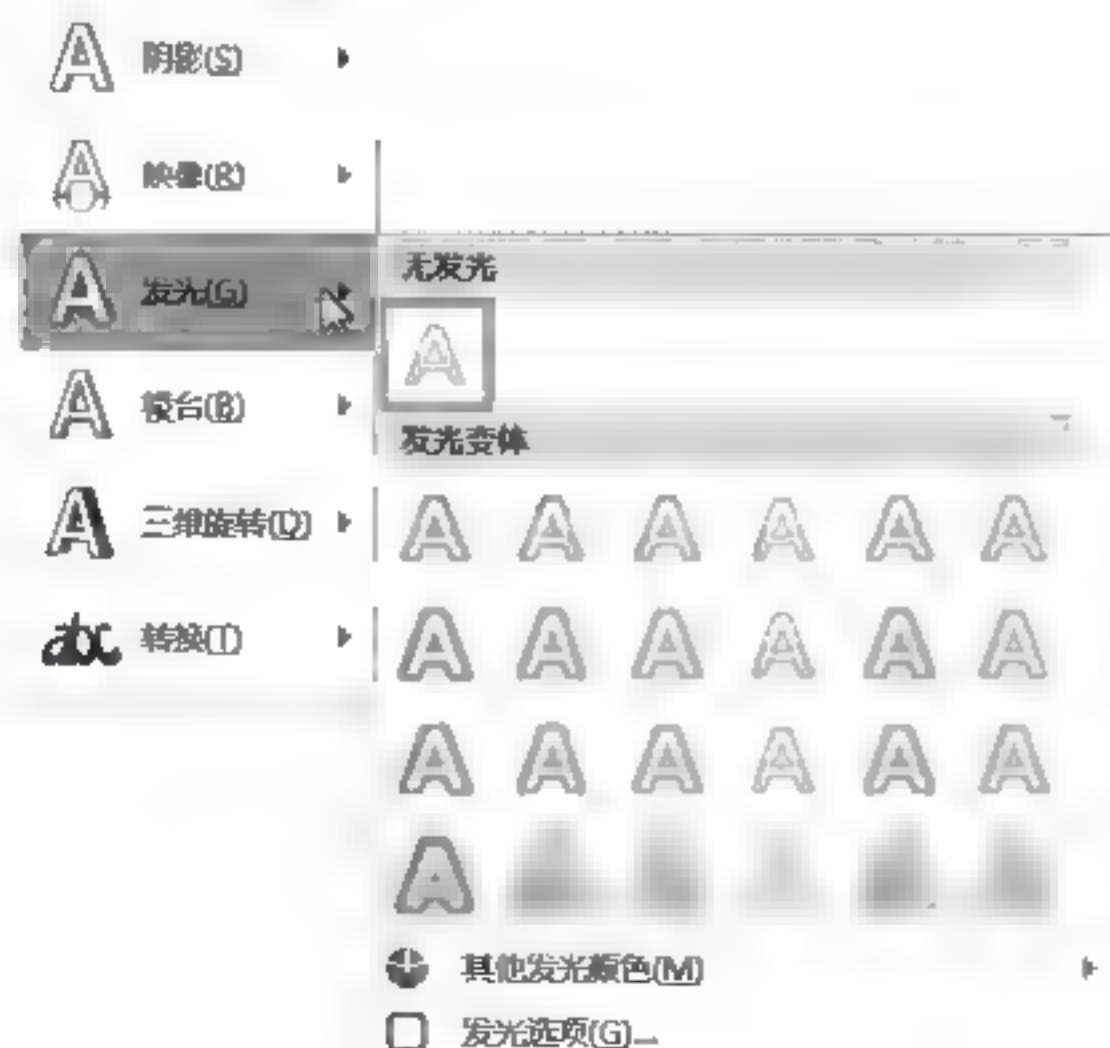 阴影(S)
映像(R)
发光(G)
棱台(B)
三维旋转(D)
abc 转换(T)
无发光
发光变体
其他发光颜色(M)
发光选项(G)...